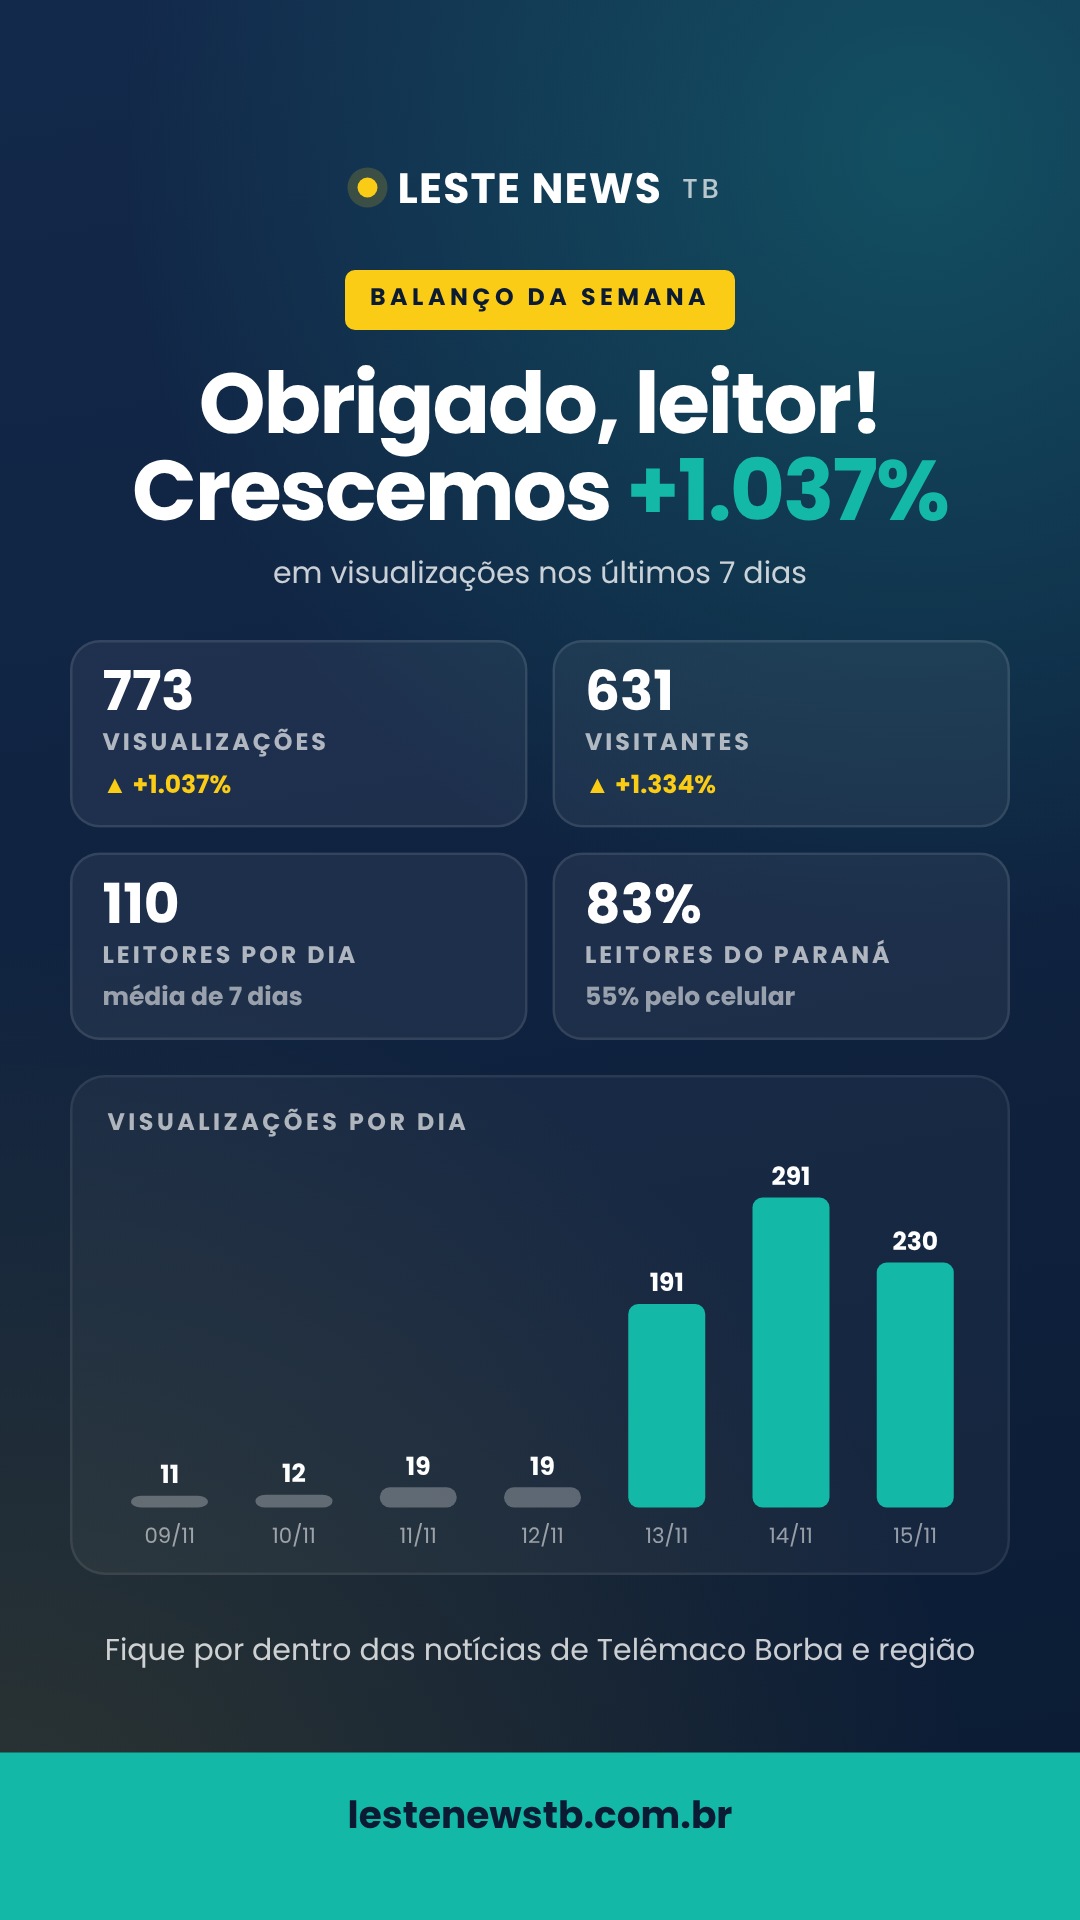 LESTE NEWS TB
BALANÇO DA SEMANA
Obrigado, leitor!
Crescemos +1.037%
em visualizações nos últimos 7 dias
773
VISUALIZAÇÕES
▲ +1.037%
631
VISITANTES
▲ +1.334%
110
LEITORES POR DIA
média de 7 dias
83%
LEITORES DO PARANÁ
55% pelo celular
VISUALIZAÇÕES POR DIA
11
12
19
19
191
291
230
09/11
10/11
11/11
12/11
13/11
14/11
15/11
Fique por dentro das notícias de Telêmaco Borba e região
lestenewstb.com.br